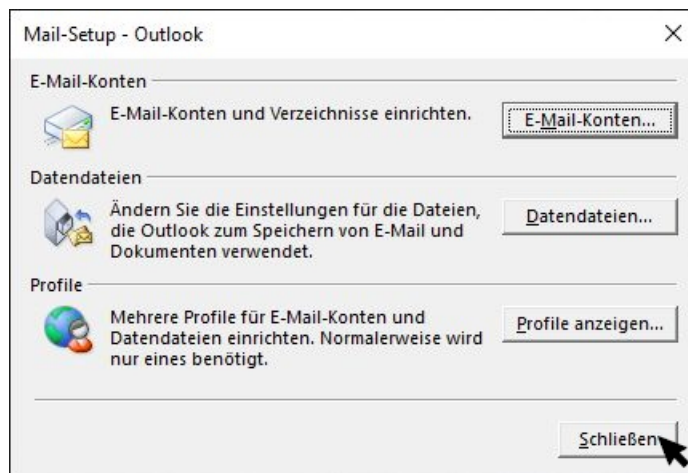 Mail-Setup - Outlook
E-Mail-Konten
E-Mail-Konten und Verzeichnisse einrichten.
E-Mail-Konten...
Datendateien
Ändern Sie die Einstellungen für die Dateien,
die Outlook zum Speichern von E-Mail und
Dokumenten verwendet.
Datendateien...
Profile
Mehrere Profile für E-Mail-Konten und
Datendateien einrichten. Normalerweise wird
nur eines benötigt.
Profile anzeigen...
Schließen